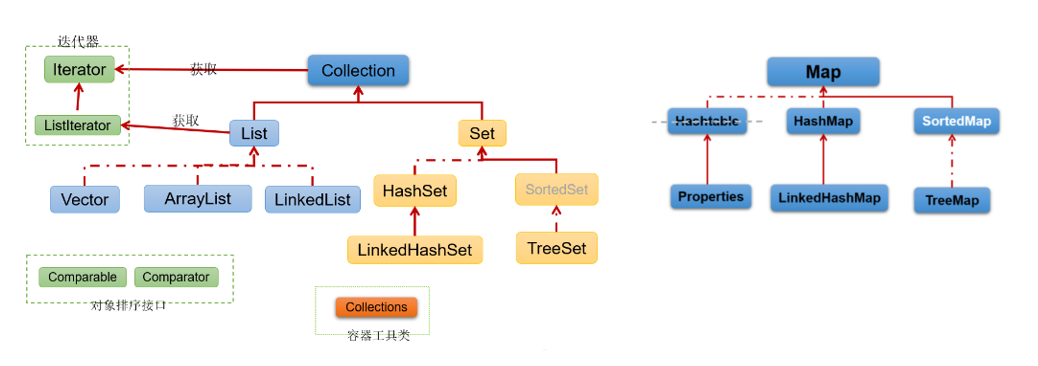 迭代器
Iterator
获取
Collection
ListIterator
获取
List
Set
Vector
ArrayList
LinkedList
HashSet
SortedSet
LinkedHashSet
TreeSet
Comparable
Comparator
对象排序接口
Collections
容器工具类
Map
Hashtable
HashMap
SortedMap
Properties
LinkedHashMap
TreeMap